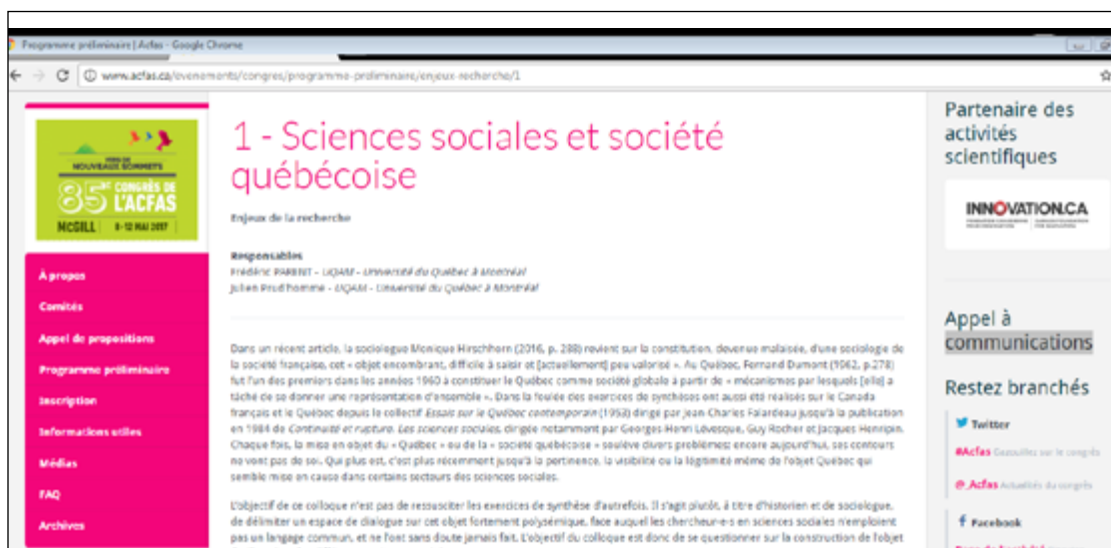 Programme préliminaire | Acfas - Google Chrome
www.acfas.ca/evenements/congres/programme-preliminaire/enjeux-recherche/1
NOUVEAUX SOMMETS
85e CONGRÈS DE
L'ACFAS
MCGILL 8-12 MAI 2017
À propos
Comités
Appel de propositions
Programme préliminaire
Inscription
Informations utiles
Médias
FAQ
Archives
1 - Sciences sociales et société
québécoise
Enjeux de la recherche
Responsables
Frédéric PARENT - UQAM - Université du Québec à Montréal
Julien Prud'homme - UQAM - Université du Québec à Montréal
Dans un récent article, la sociologue Monique Hirschhorn (2016, p. 288) revient sur la constitution, devenue malaisée, d'une sociologie de
la société française, cet « objet encombrant, difficile à saisir et [actuellement] peu valorisé ». Au Québec, Fernand Dumont (1962, p.278)
fut l'un des premiers dans les années 1960 à constituer le Québec comme société globale à partir de « mécanismes par lesquels [elle] a
tâché de se donner une représentation d'ensemble ». Dans la foulée des exercices de synthèses ont aussi été réalisés sur le Canada
français et le Québec depuis le collectif Essais sur le Québec contemporain (1953) dirigé par Jean Charles Falardeau jusqu'à la publication
en 1984 de Continuité et rupture. Les sciences sociales, dirigée notamment par Georges Henri Lévesque, Guy Rocher et Jacques Henripin.
Chaque fois, la mise en objet du « Québec » ou de la « société québécoise » soulève divers problèmes; encore aujourd'hui, ses contours
ne vont pas de soi. Qui plus est, c'est plus récemment jusqu'à la pertinence, la visibilité ou la légitimité même de l'objet Québec qui
semble mise en cause dans certains secteurs des sciences sociales.
L'objectif de ce colloque n'est pas de ressusciter les exercices de synthèse d'autrefois. Il s'agit plutôt, à titre d'historien et de sociologue,
de délimiter un espace de dialogue sur cet objet fortement polysémique, face auquel les chercheur-e-s en sciences sociales n'emploient
pas un langage commun, et ne l'ont sans doute jamais fait. L'objectif du colloque est donc de se questionner sur la construction de l'objet
Partenaire des
activités
scientifiques
INNOVATION.CA
Appel à
communications
Restez branchés
Twitter
#Acfas Gazouillez sur le congrès
@_Acfas Actualités du congrès
Facebook